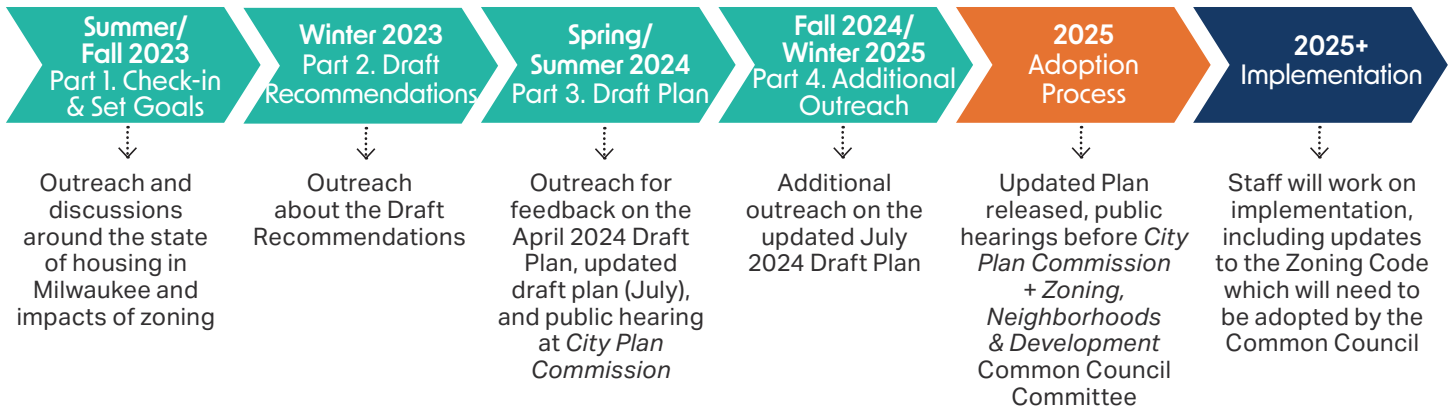 Summer/
Fall 2023
Part 1. Check-in
& Set Goals
Winter 2023
Part 2. Draft
Recommendations
Spring/
Summer 2024
Part 3. Draft Plan
Fall 2024/
Winter 2025
Part 4. Additional
Outreach
2025
Adoption
Process
2025+
Implementation
Outreach and
discussions
around the state
of housing in
Milwaukee and
impacts of zoning
Outreach
about the Draft
Recommendations
Outreach for
feedback on the
April 2024 Draft
Plan, updated
draft plan (July),
and public hearing
at City Plan
Commission
Additional
outreach on the
updated July
2024 Draft Plan
Updated Plan
released, public
hearings before City
Plan Commission
+ Zoning,
Neighborhoods
& Development
Common Council
Committee
Staff will work on
implementation,
including updates
to the Zoning Code
which will need to
be adopted by the
Common Council